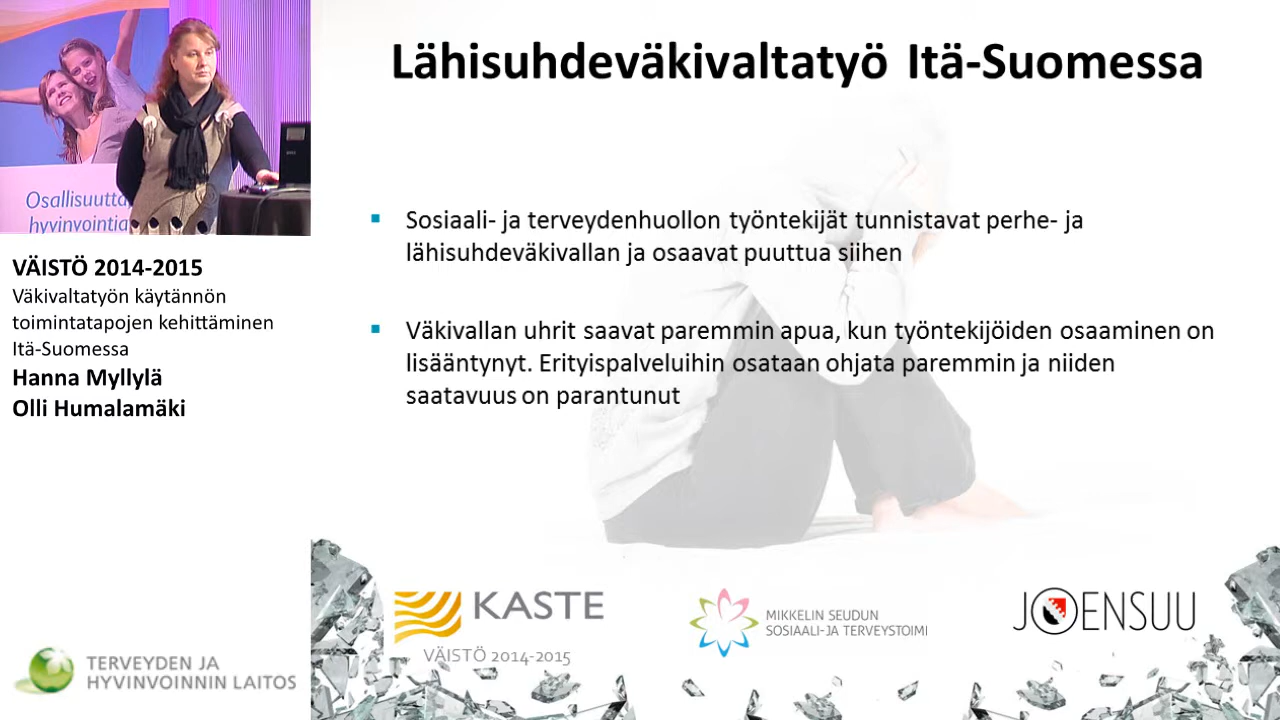 Osallisuutta
hyvinvointia
VÄISTÖ 2014-2015
Väkivaltatyön käytännön
toimintatapojen kehittäminen
Itä-Suomessa
Hanna Myllylä
Olli Humalamäki
TERVEYDEN JA
HYVINVOINNIN LAITOS
Lähisuhdeväkivaltatyö Itä-Suomessa
▪ Sosiaali- ja terveydenhuollon työntekijät tunnistavat perhe- ja
lähisuhdeväkivallan ja osaavat puuttua siihen
▪ Väkivallan uhrit saavat paremmin apua, kun työntekijöiden osaaminen on
lisääntynyt. Erityispalveluihin osataan ohjata paremmin ja niiden
saatavuus on parantunut
KASTE
VÄISTÖ 2014-2015
MIKKELIN SEUDUN
SOSIAALI-JA TERVEYSTOIMI
JOENSUU